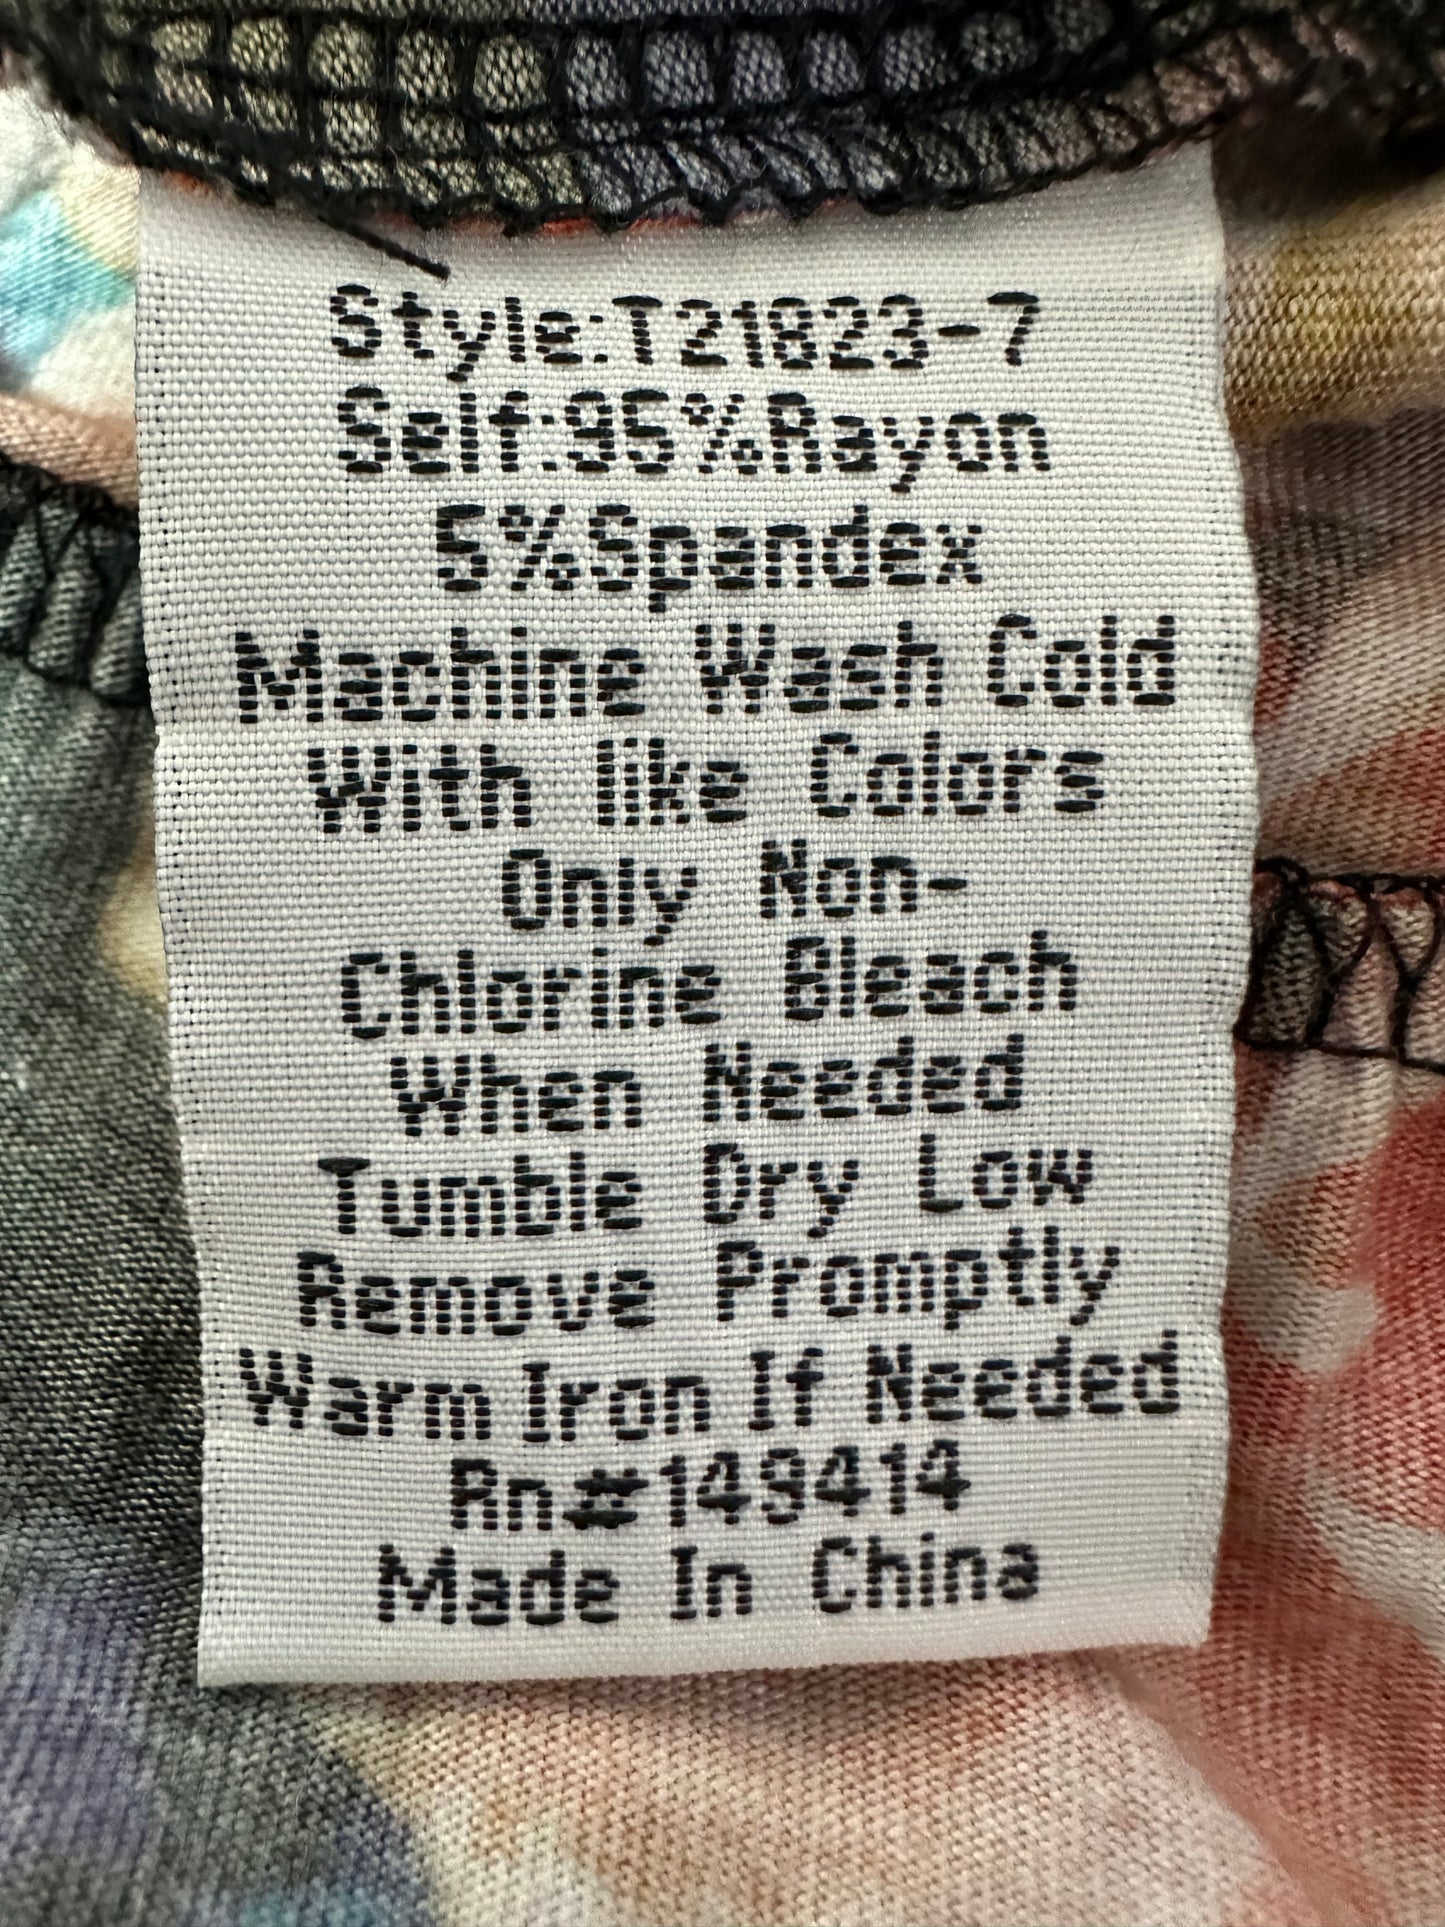 Style:T21823-7
Self:95%Rayon
5%Spandex
Machine Wash Cold
With like Colors
Only Non-
Chlorine Bleach
When Needed
Tumble Dry Low
Remove Promptly
Warm Iron If Needed
Rn#149414
Made In China